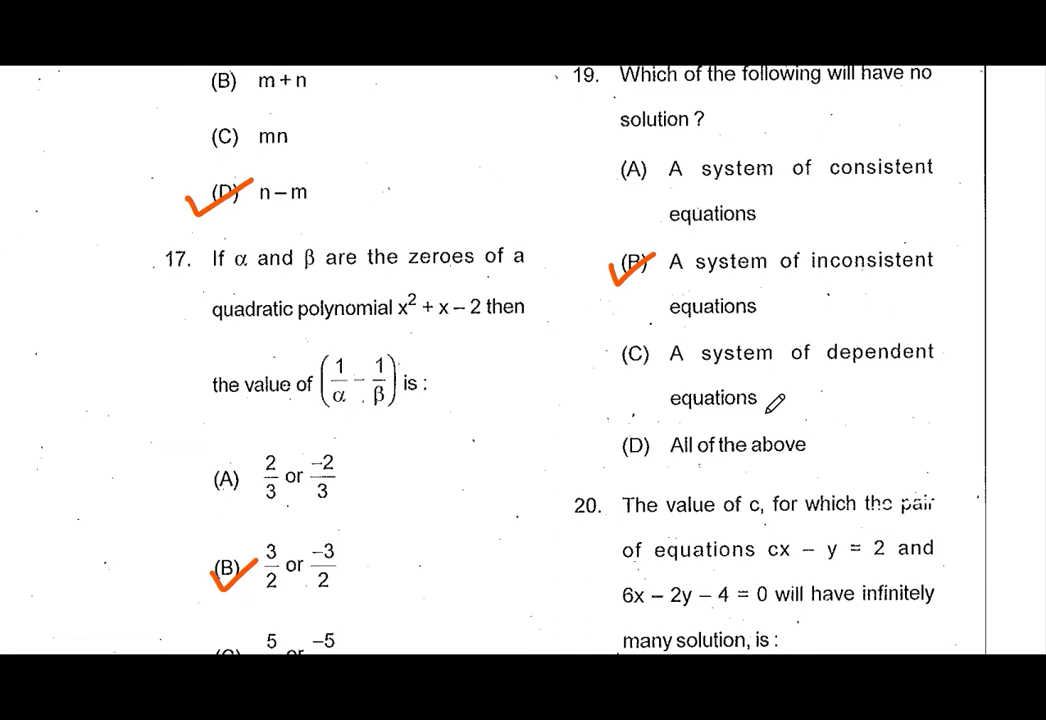 (B) m + n
(C) mn
(D) n – m
17. If α and β are the zeroes of a
quadratic polynomial x² + x – 2 then
the value of (1/α – 1/β) is :
(A) 2/3 or –2/3
(B) 3/2 or –3/2
5 or –5
19. Which of the following will have no
solution ?
(A) A system of consistent
equations
(B) A system of inconsistent
equations
(C) A system of dependent
equations
(D) All of the above
20. The value of c, for which the pair
of equations cx – y = 2 and
6x – 2y – 4 = 0 will have infinitely
many solution, is :